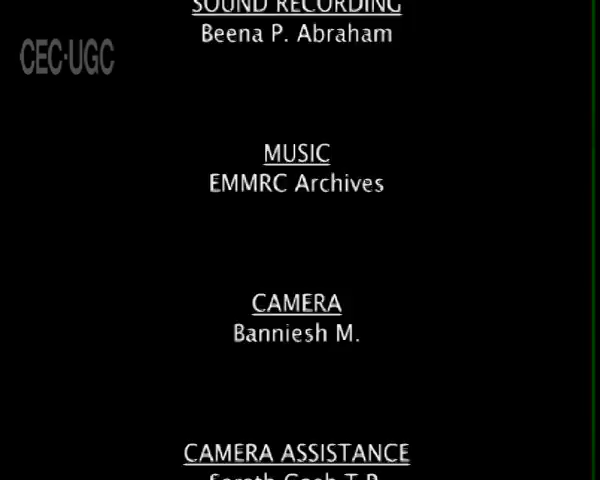 SOUND RECORDING
Beena P. Abraham
CEC-UGC
MUSIC
EMMRC Archives
CAMERA
Banniesh M.
CAMERA ASSISTANCE